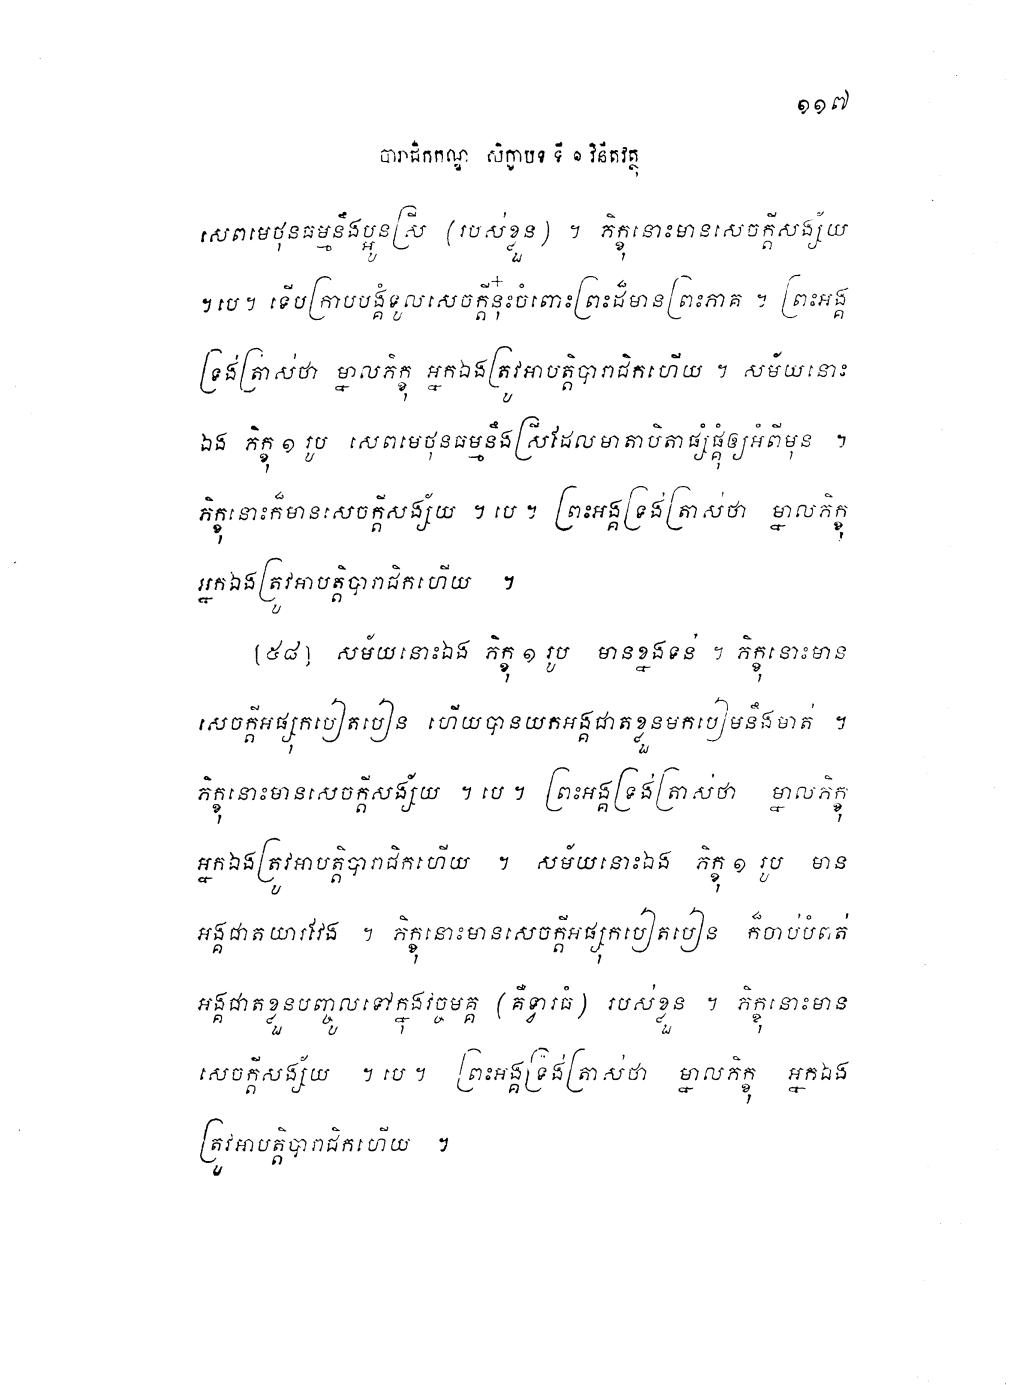 ១១៧
បារាជិកកណ្ឌ សិក្ខាបទ ទី ១ វិនីតវត្ថុ
សេពមេថុនធម្មនឹងប្អូនស្រី (របស់ខ្លួន) ។ ភិក្ខុនោះមានសេចក្តីសង្ស័យ
។បេ។ ទើបក្រាបបង្គំទូលសេចក្តីនុ៎ះចំពោះព្រះដ៏មានព្រះភាគ ។ ព្រះអង្គ
ទ្រង់ត្រាស់ថា ម្នាលភិក្ខុ អ្នកឯងត្រូវអាបត្តិបារាជិកហើយ ។ សម័យនោះ
ឯង ភិក្ខុ ១ រូប សេពមេថុនធម្មនឹងស្រីដែលមាតាបិតាផ្សំផ្គុំឲ្យអំពីមុន ។
ភិក្ខុនោះក៏មានសេចក្តីសង្ស័យ ។បេ។ ព្រះអង្គទ្រង់ត្រាស់ថា ម្នាលភិក្ខុ
អ្នកឯងត្រូវអាបត្តិបារាជិកហើយ ។
[៥៨] សម័យនោះឯង ភិក្ខុ ១ រូប មានខ្នងទន់ ។ ភិក្ខុនោះមាន
សេចក្តីអផ្សុកបៀតបៀន ហើយបានយកអង្គជាតខ្លួនមកបៀមនឹងមាត់ ។
ភិក្ខុនោះមានសេចក្តីសង្ស័យ ។បេ។ ព្រះអង្គទ្រង់ត្រាស់ថា ម្នាលភិក្ខុ
អ្នកឯងត្រូវអាបត្តិបារាជិកហើយ ។ សម័យនោះឯង ភិក្ខុ ១ រូប មាន
អង្គជាតយារវែង ។ ភិក្ខុនោះមានសេចក្តីអផ្សុកបៀតបៀន ក៏ចាប់បំពត់
អង្គជាតខ្លួនបញ្ចូលទៅក្នុងវច្ចមគ្គ (គឺទ្វារធំ) របស់ខ្លួន ។ ភិក្ខុនោះមាន
សេចក្តីសង្ស័យ ។បេ។ ព្រះអង្គទ្រង់ត្រាស់ថា ម្នាលភិក្ខុ អ្នកឯង
ត្រូវអាបត្តិបារាជិកហើយ ។